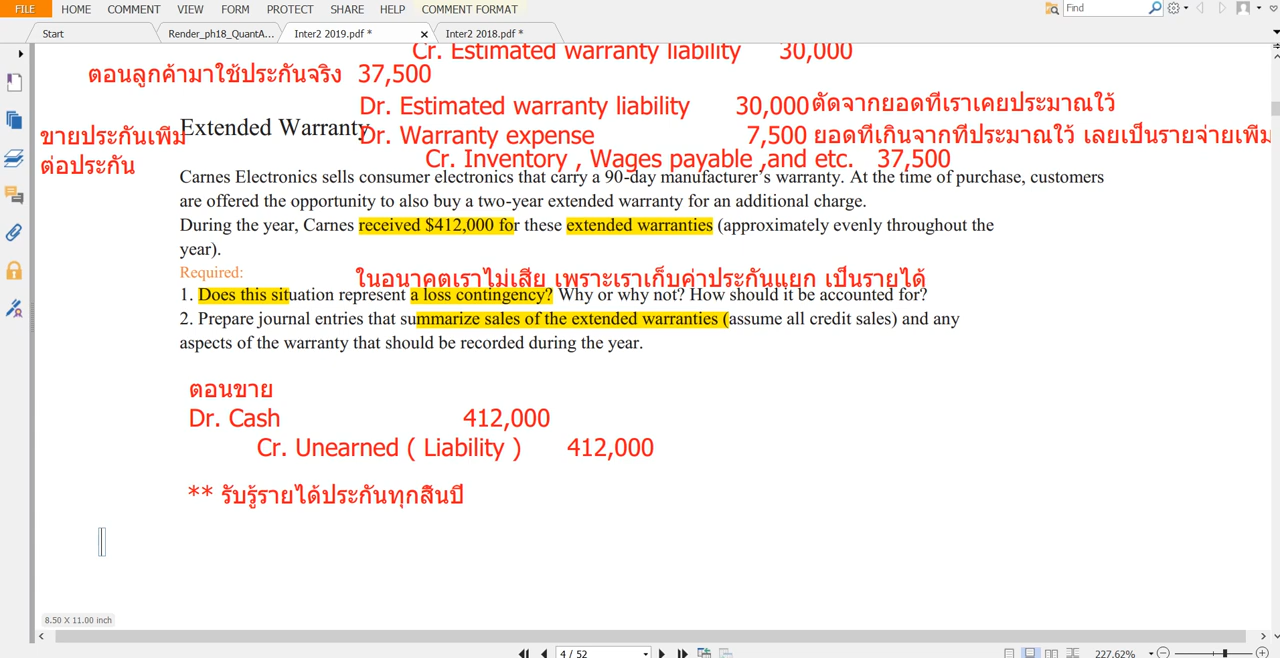 FILE HOME COMMENT VIEW FORM PROTECT SHARE HELP COMMENT FORMAT Find
Start Render_ph18_QuantA... Inter2 2019.pdf * Inter2 2018.pdf *
Cr. Estimated warranty liability 30,000
ตอนลูกค้ามาใช้ประกันจริง 37,500
Dr. Estimated warranty liability 30,000 ตัดจากยอดที่เราเคยประมาณไว้
ขายประกันเพิ่ม Extended Warranty Dr. Warranty expense 7,500 ยอดที่เกินจากที่ประมาณไว้ เลยเป็นรายจ่ายเพิ่ม
ต่อประกัน Cr. Inventory , Wages payable ,and etc. 37,500
Carnes Electronics sells consumer electronics that carry a 90-day manufacturer’s warranty. At the time of purchase, customers
are offered the opportunity to also buy a two-year extended warranty for an additional charge.
During the year, Carnes received $412,000 for these extended warranties (approximately evenly throughout the
year).
Required:
ในอนาคตเราไม่เสีย เพราะเราเก็บค่าประกันแยก เป็นรายได้
1. Does this situation represent a loss contingency? Why or why not? How should it be accounted for?
2. Prepare journal entries that summarize sales of the extended warranties (assume all credit sales) and any
aspects of the warranty that should be recorded during the year.
ตอนขาย
Dr. Cash 412,000
Cr. Unearned ( Liability ) 412,000
** รับรู้รายได้ประกันทุกสิ้นปี
8.50 X 11.00 inch
4 / 52 227.62%